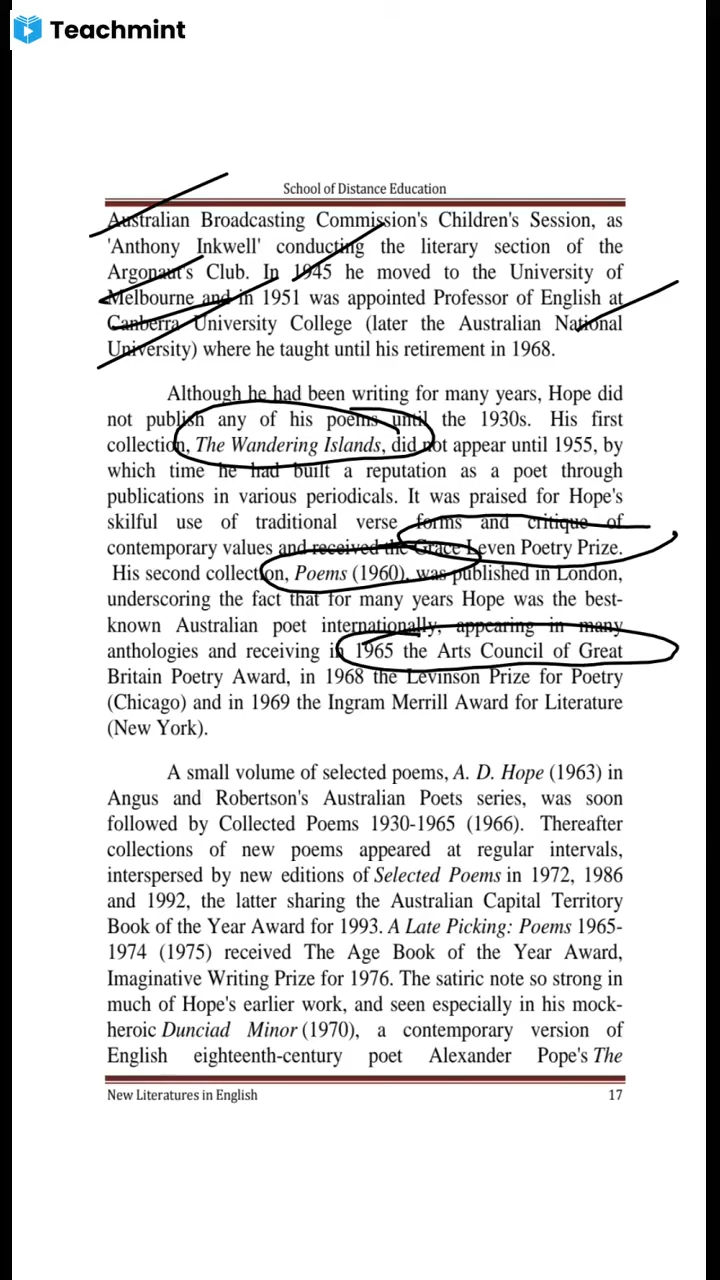 Teachmint
School of Distance Education
Australian Broadcasting Commission's Children's Session, as
'Anthony Inkwell' conducting the literary section of the
Argonaut's Club. In 1945 he moved to the University of
Melbourne and in 1951 was appointed Professor of English at
Canberra University College (later the Australian National
University) where he taught until his retirement in 1968.
Although he had been writing for many years, Hope did
not publish any of his poems until the 1930s. His first
collection, The Wandering Islands, did not appear until 1955, by
which time he had built a reputation as a poet through
publications in various periodicals. It was praised for Hope's
skilful use of traditional verse forms and critique of
contemporary values and received the Grace Leven Poetry Prize.
His second collection, Poems (1960), was published in London,
underscoring the fact that for many years Hope was the best-
known Australian poet internationally, appearing in many
anthologies and receiving in 1965 the Arts Council of Great
Britain Poetry Award, in 1968 the Levinson Prize for Poetry
(Chicago) and in 1969 the Ingram Merrill Award for Literature
(New York).
A small volume of selected poems, A. D. Hope (1963) in
Angus and Robertson's Australian Poets series, was soon
followed by Collected Poems 1930-1965 (1966). Thereafter
collections of new poems appeared at regular intervals,
interspersed by new editions of Selected Poems in 1972, 1986
and 1992, the latter sharing the Australian Capital Territory
Book of the Year Award for 1993. A Late Picking: Poems 1965-
1974 (1975) received The Age Book of the Year Award,
Imaginative Writing Prize for 1976. The satiric note so strong in
much of Hope's earlier work, and seen especially in his mock-
heroic Dunciad Minor (1970), a contemporary version of
English eighteenth-century poet Alexander Pope's The
New Literatures in English 17